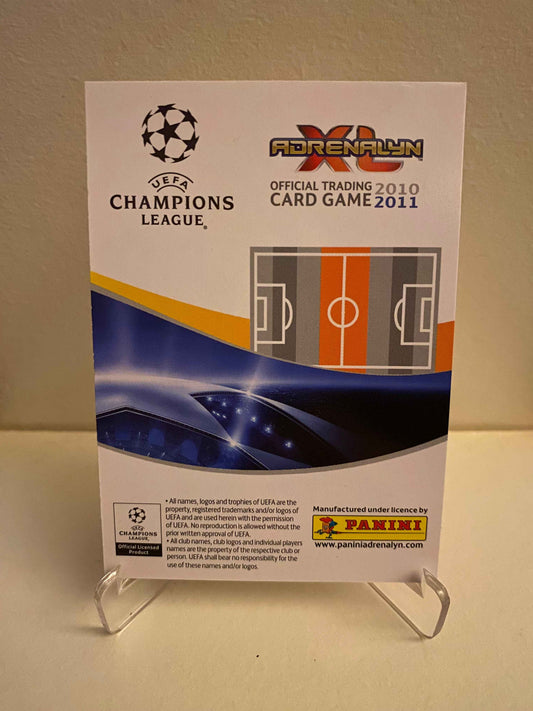 UEFA
CHAMPIONS
LEAGUE®
ADRENALYN
XL
OFFICIAL TRADING
CARD GAME
2010
2011
UEFA
CHAMPIONS
LEAGUE
Official Licensed
Product
• All names, logos and trophies of UEFA are the
property, registered trademarks and/or logos of
UEFA and are used herein with the permission
of UEFA. No reproduction is allowed without the
prior written approval of UEFA.
• All club names, club logos and individual players
names are the property of the respective club or
person. UEFA shall bear no responsibility for the
use of these names and/or logos.
Manufactured under licence by
PANINI
www.paniniadrenalyn.com